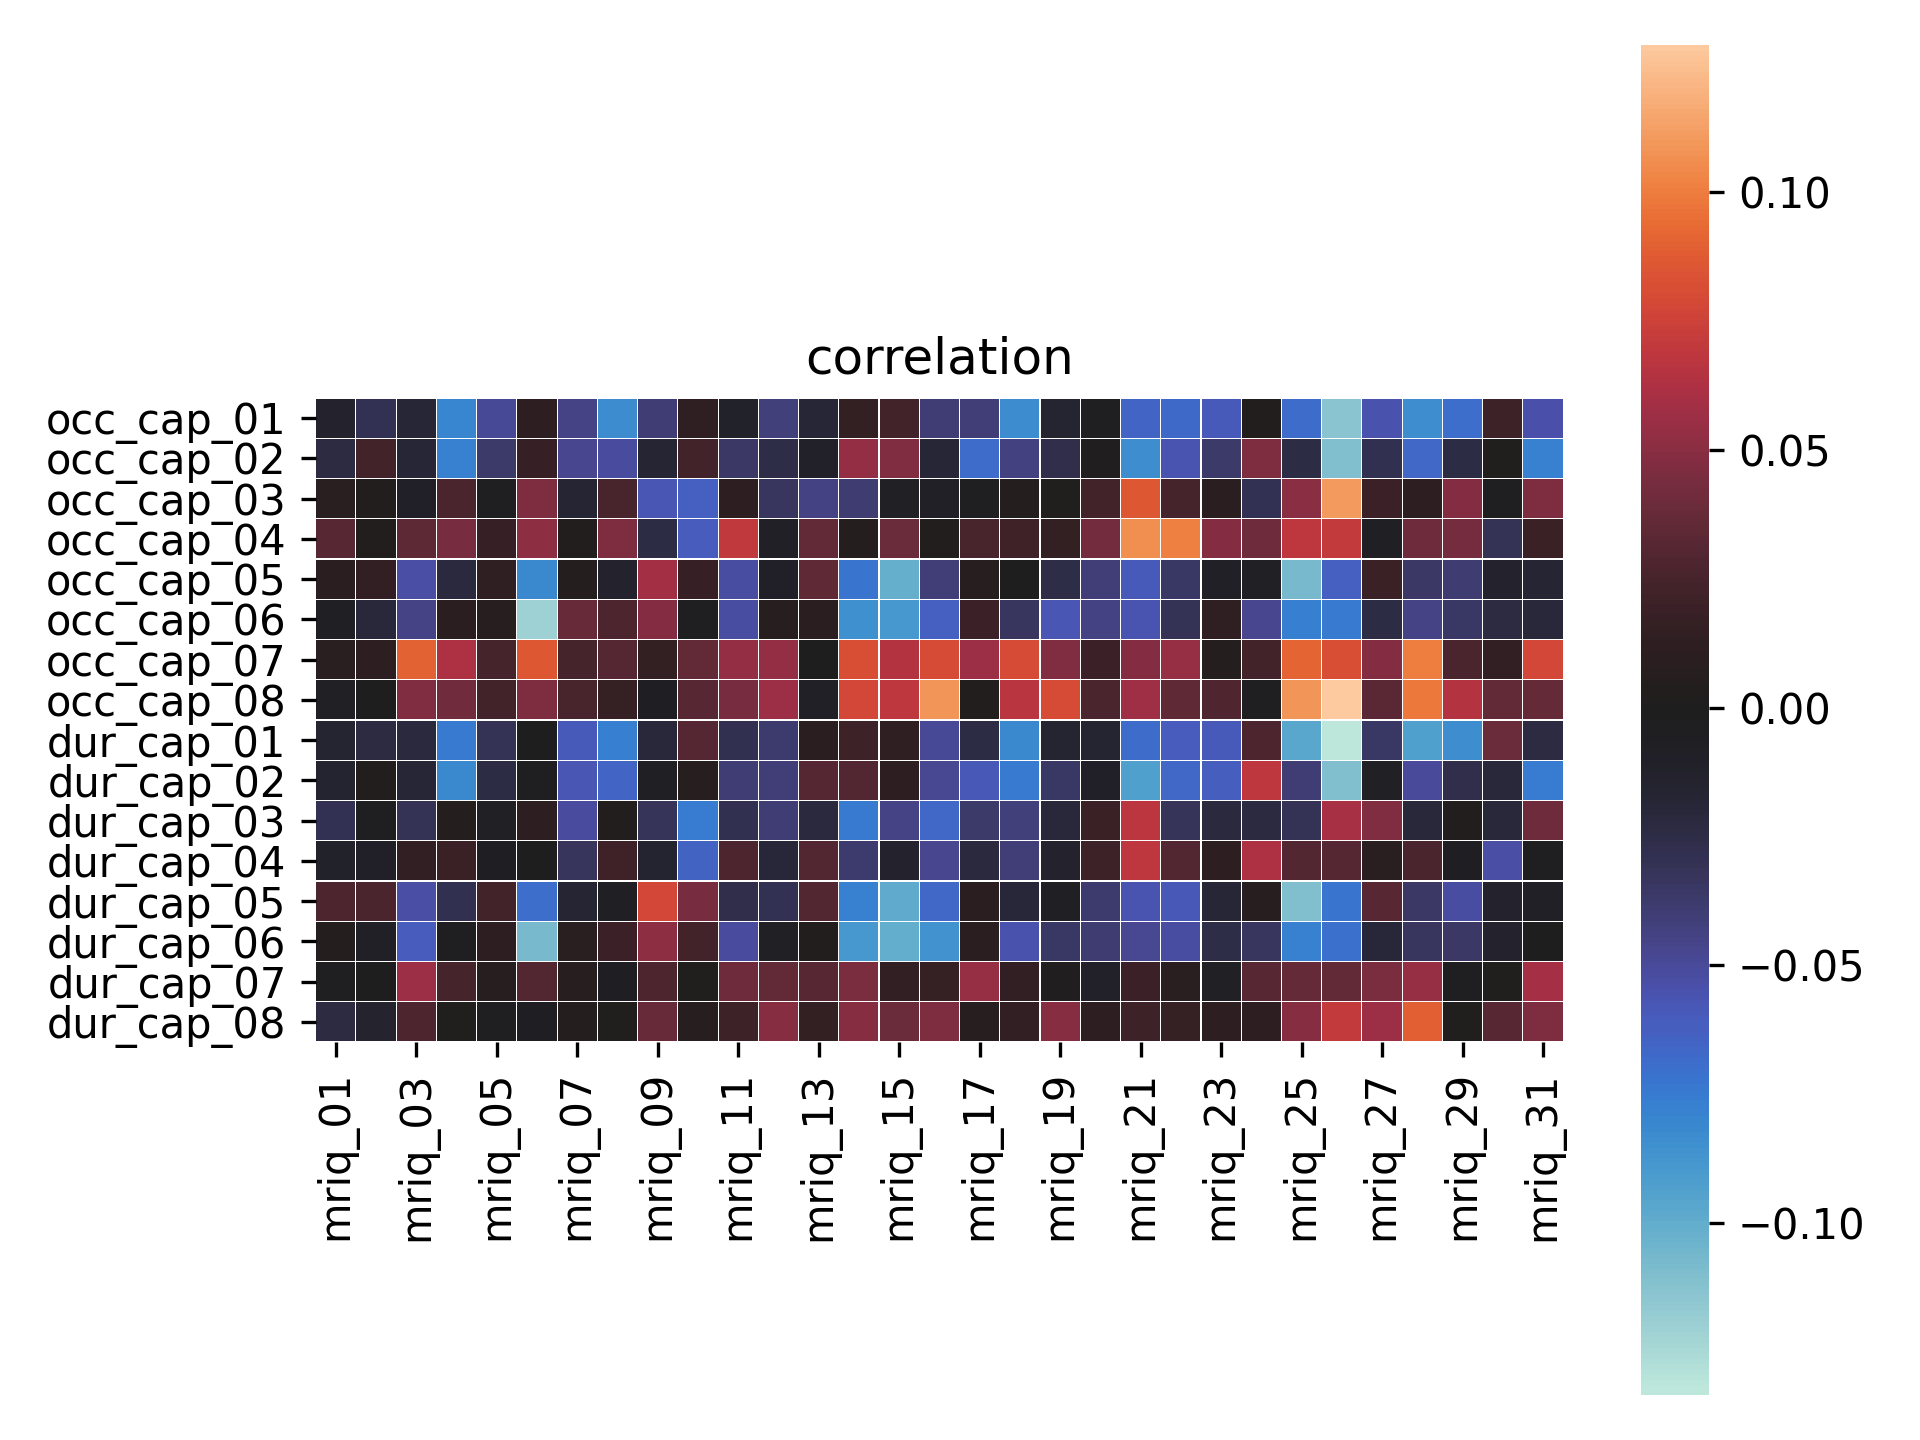 correlation
occ_cap_01
occ_cap_02
occ_cap_03
occ_cap_04
occ_cap_05
occ_cap_06
occ_cap_07
occ_cap_08
dur_cap_01
dur_cap_02
dur_cap_03
dur_cap_04
dur_cap_05
dur_cap_06
dur_cap_07
dur_cap_08
mriq_01
mriq_03
mriq_05
mriq_07
mriq_09
mriq_11
mriq_13
mriq_15
mriq_17
mriq_19
mriq_21
mriq_23
mriq_25
mriq_27
mriq_29
mriq_31
0.10
0.05
0.00
−0.05
−0.10